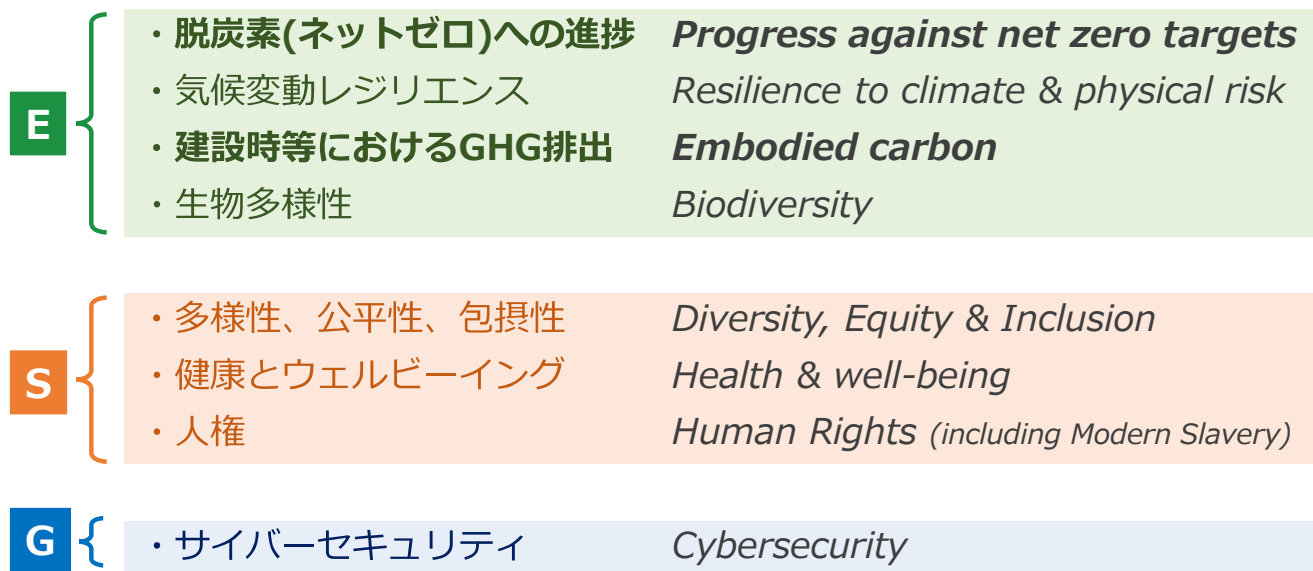 E
・脱炭素(ネットゼロ)への進捗 Progress against net zero targets
・気候変動レジリエンス Resilience to climate & physical risk
・建設時等におけるGHG排出 Embodied carbon
・生物多様性 Biodiversity
S
・多様性、公平性、包摂性 Diversity, Equity & Inclusion
・健康とウェルビーイング Health & well-being
・人権 Human Rights (including Modern Slavery)
G
・サイバーセキュリティ Cybersecurity